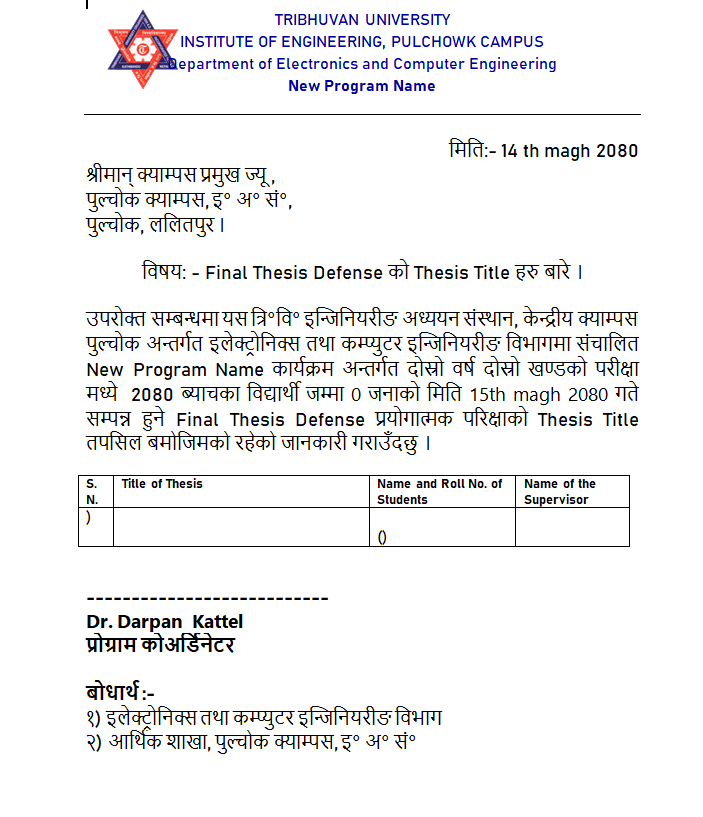 TRIBHUVAN UNIVERSITY
INSTITUTE OF ENGINEERING, PULCHOWK CAMPUS
Department of Electronics and Computer Engineering
New Program Name
मिति:- 14 th magh 2080
श्रीमान् क्याम्पस प्रमुख ज्यू ,
पुल्चोक क्याम्पस, इ° अ° सं°,
पुल्चोक, ललितपुर ।
विषय: - Final Thesis Defense को Thesis Title हरु बारे ।
उपरोक्त सम्बन्धमा यस त्रि°वि° इन्जिनियरीङ अध्ययन संस्थान, केन्द्रीय क्याम्पस
पुल्चोक अन्तर्गत इलेक्ट्रोनिक्स तथा कम्प्युटर इन्जिनियरीङ विभागमा संचालित
New Program Name कार्यक्रम अन्तर्गत दोस्रो वर्ष दोस्रो खण्डको परीक्षा
मध्ये 2080 ब्याचका विद्यार्थी जम्मा 0 जनाको मिति 15th magh 2080 गते
सम्पन्न हुने Final Thesis Defense प्रयोगात्मक परिक्षाको Thesis Title
तपसिल बमोजिमको रहेको जानकारी गराउँदछु ।
S. N. Title of Thesis Name and Roll No. of Students Name of the Supervisor
)
()
---------------------------
Dr. Darpan Kattel
प्रोग्राम कोअर्डिनेटर
बोधार्थ :-
१) इलेक्ट्रोनिक्स तथा कम्प्युटर इन्जिनियरीङ विभाग
२) आर्थिक शाखा, पुल्चोक क्याम्पस, इ° अ° सं°